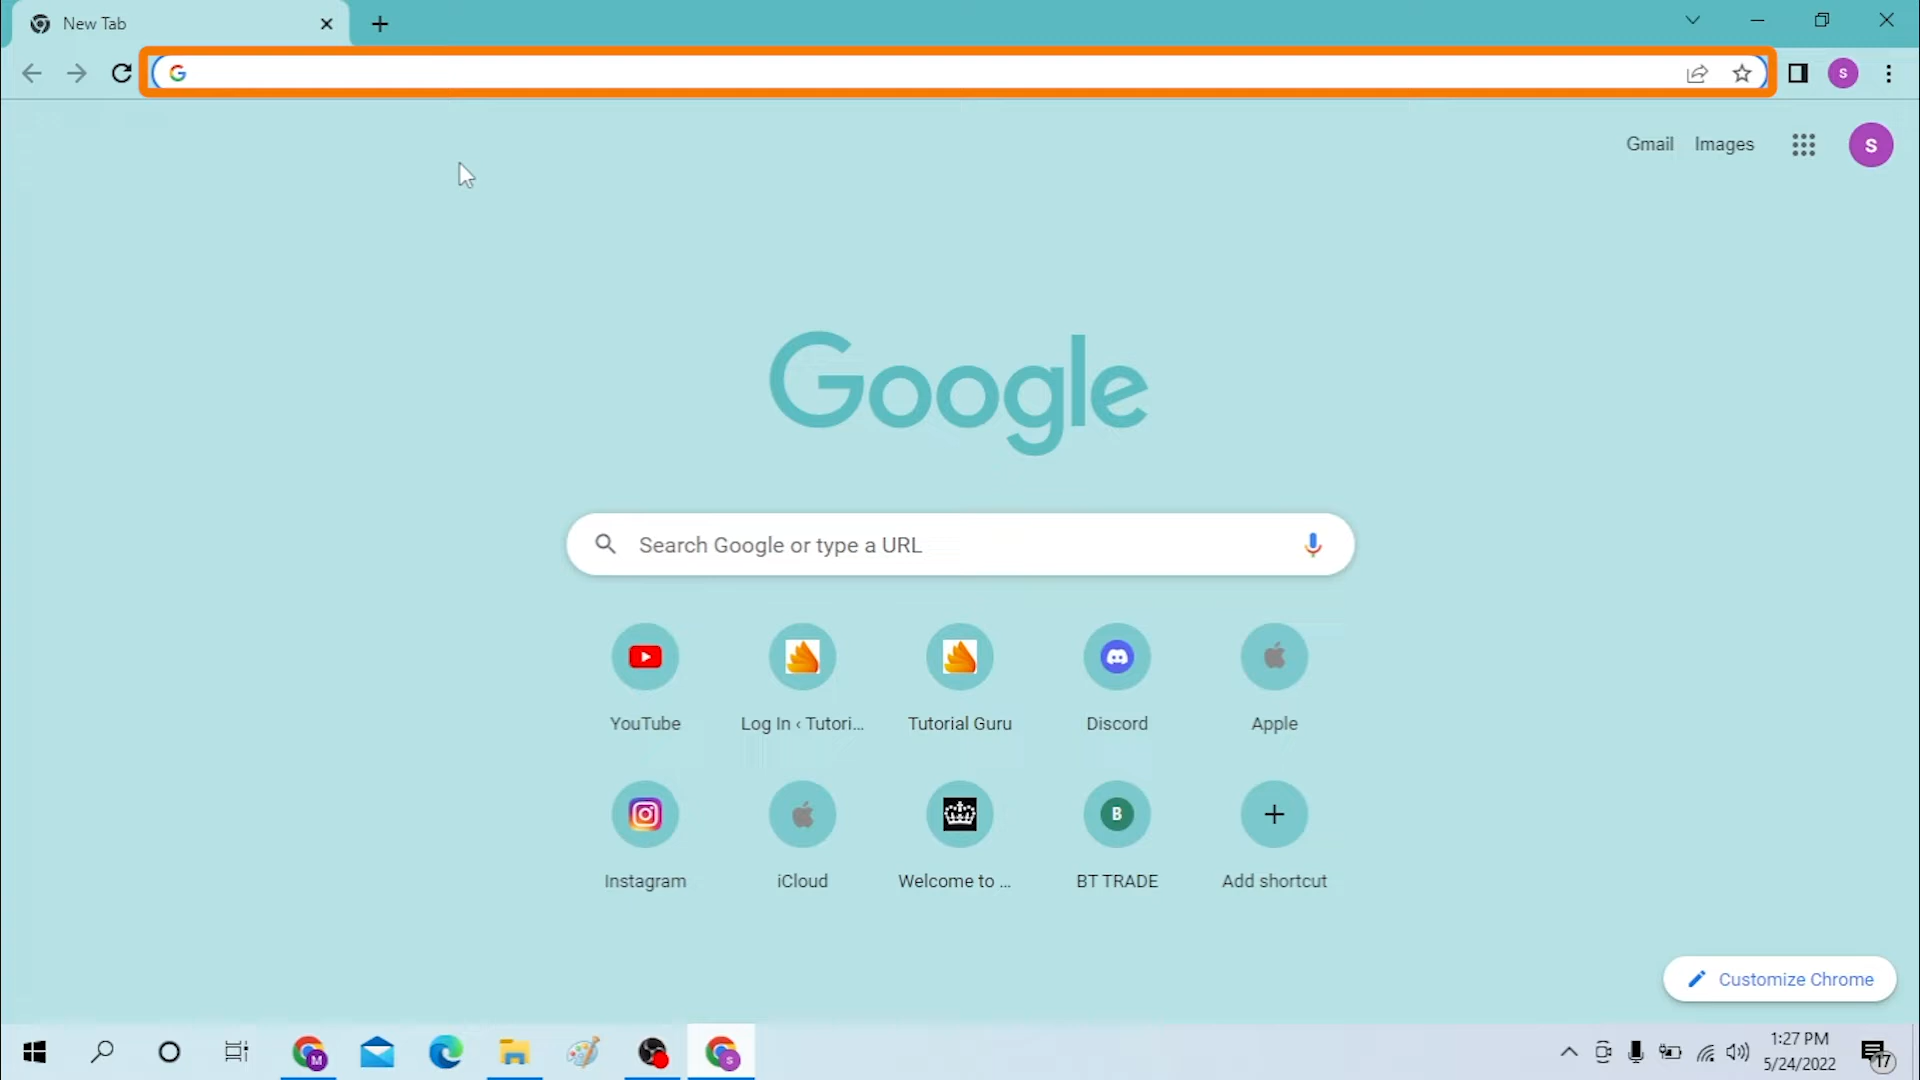 New Tab
S
Gmail Images
S
Google
Search Google or type a URL
YouTube
Log In ‹ Tutori...
Tutorial Guru
Discord
Apple
B
Instagram
iCloud
Welcome to ...
BT TRADE
Add shortcut
Customize Chrome
M
S
1:27 PM
5/24/2022
17